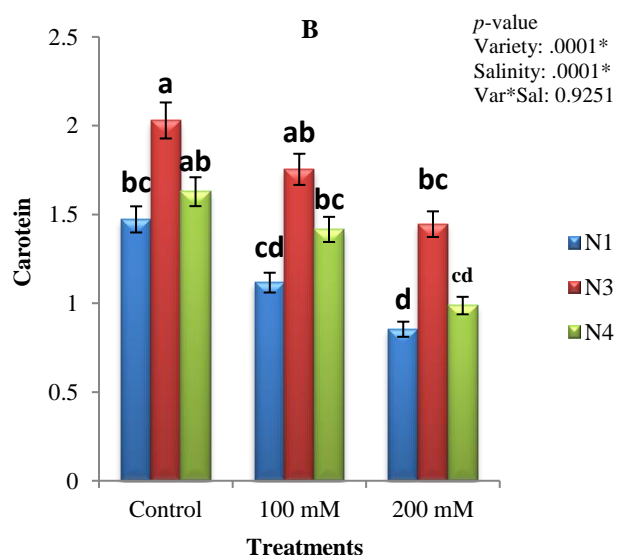 B
p-value
Variety: .0001*
Salinity: .0001*
Var*Sal: 0.9251
2.5
2
1.5
1
0.5
0
Carotein
a
bc
ab
ab
cd
bc
bc
d
cd
N1
N3
N4
Control
100 mM
200 mM
Treatments